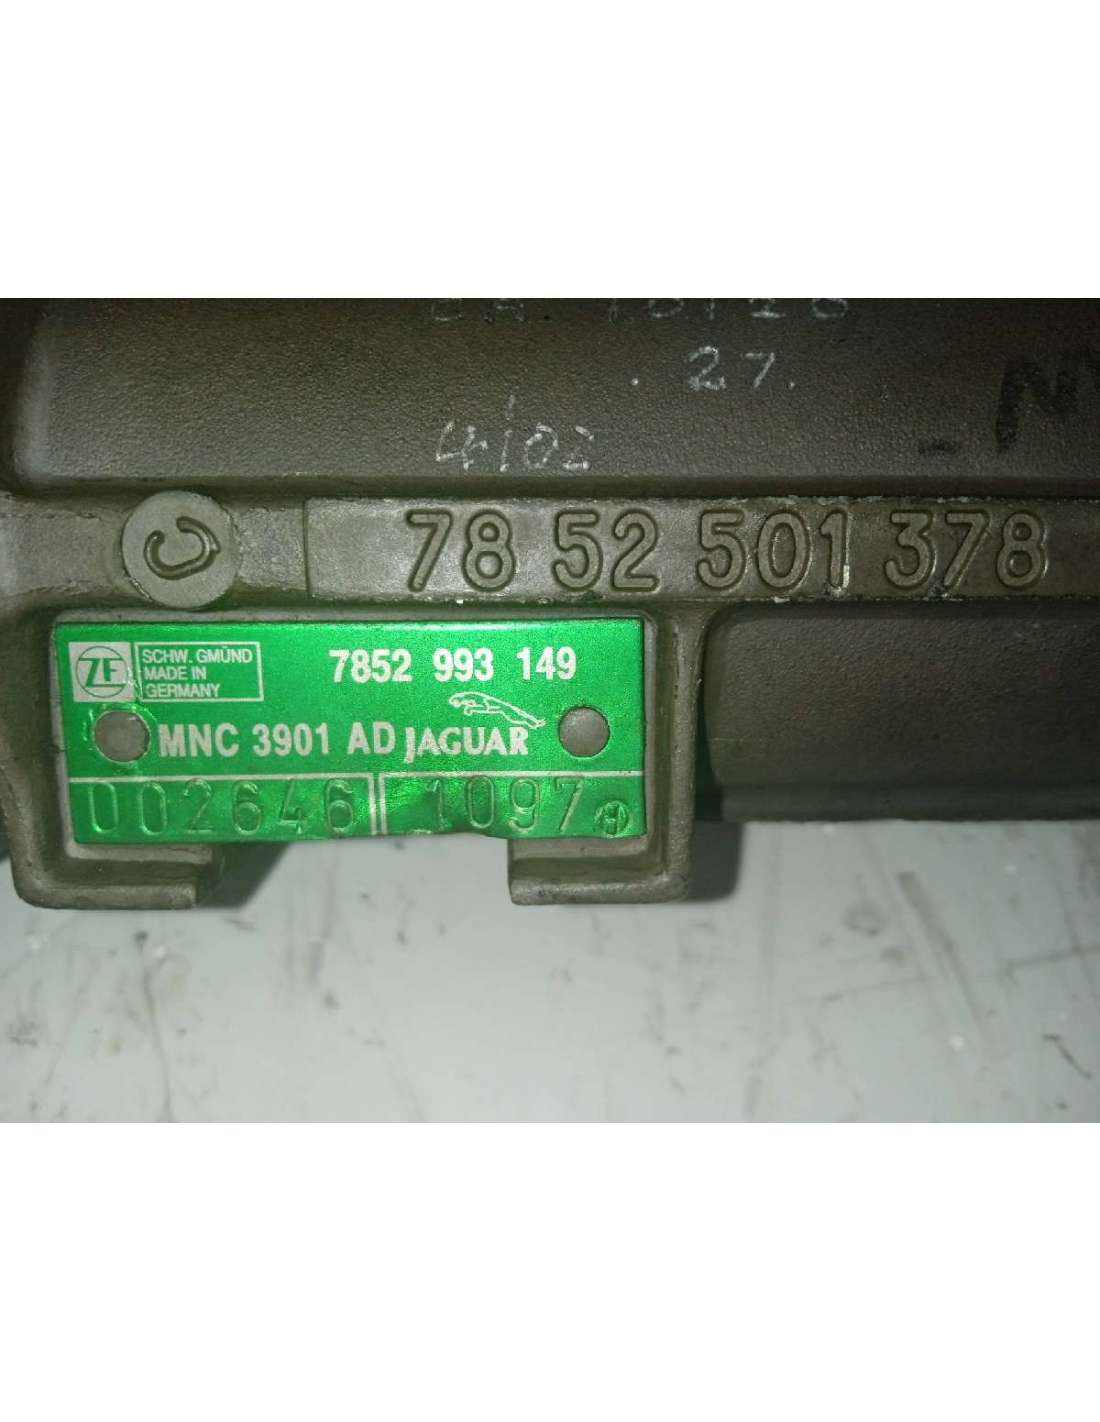 . 27.
4/02
C
78 52 501 378
ZF
SCHW. GMÜND
MADE IN
GERMANY
7852 993 149
MNC 3901 AD JAGUAR
002646 1097